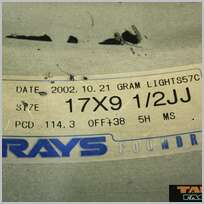 DATE 2002.10.21 GRAM LIGHTS57C
SIZE 17X9 1/2JJ
PCD 114.3 OFF+38 5H MS
RAYS